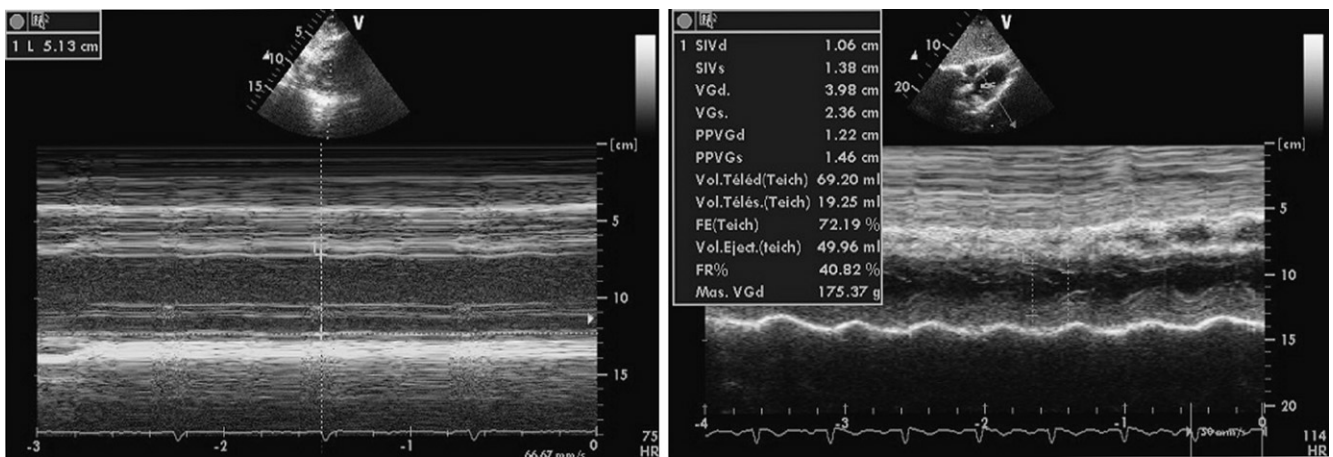 1 L 5.13 cm
V
5
10
15
[cm]
5
10
15
-3
-2
-1
0
66.67 mm/s
75
HR
1 SIVd 1.06 cm
SIVs 1.38 cm
VGd. 3.98 cm
VGs. 2.36 cm
PPVGd 1.22 cm
PPVGs 1.46 cm
Vol.Téléd(Teich) 69.20 ml
Vol.Télés.(Teich) 19.25 ml
FE(Teich) 72.19 %
Vol.Eject.(teich) 49.96 ml
FR% 40.82 %
Mas. VGd 175.37 g
V
10
20
[cm]
5
10
15
20
-4
-3
-2
-1
0
114
HR